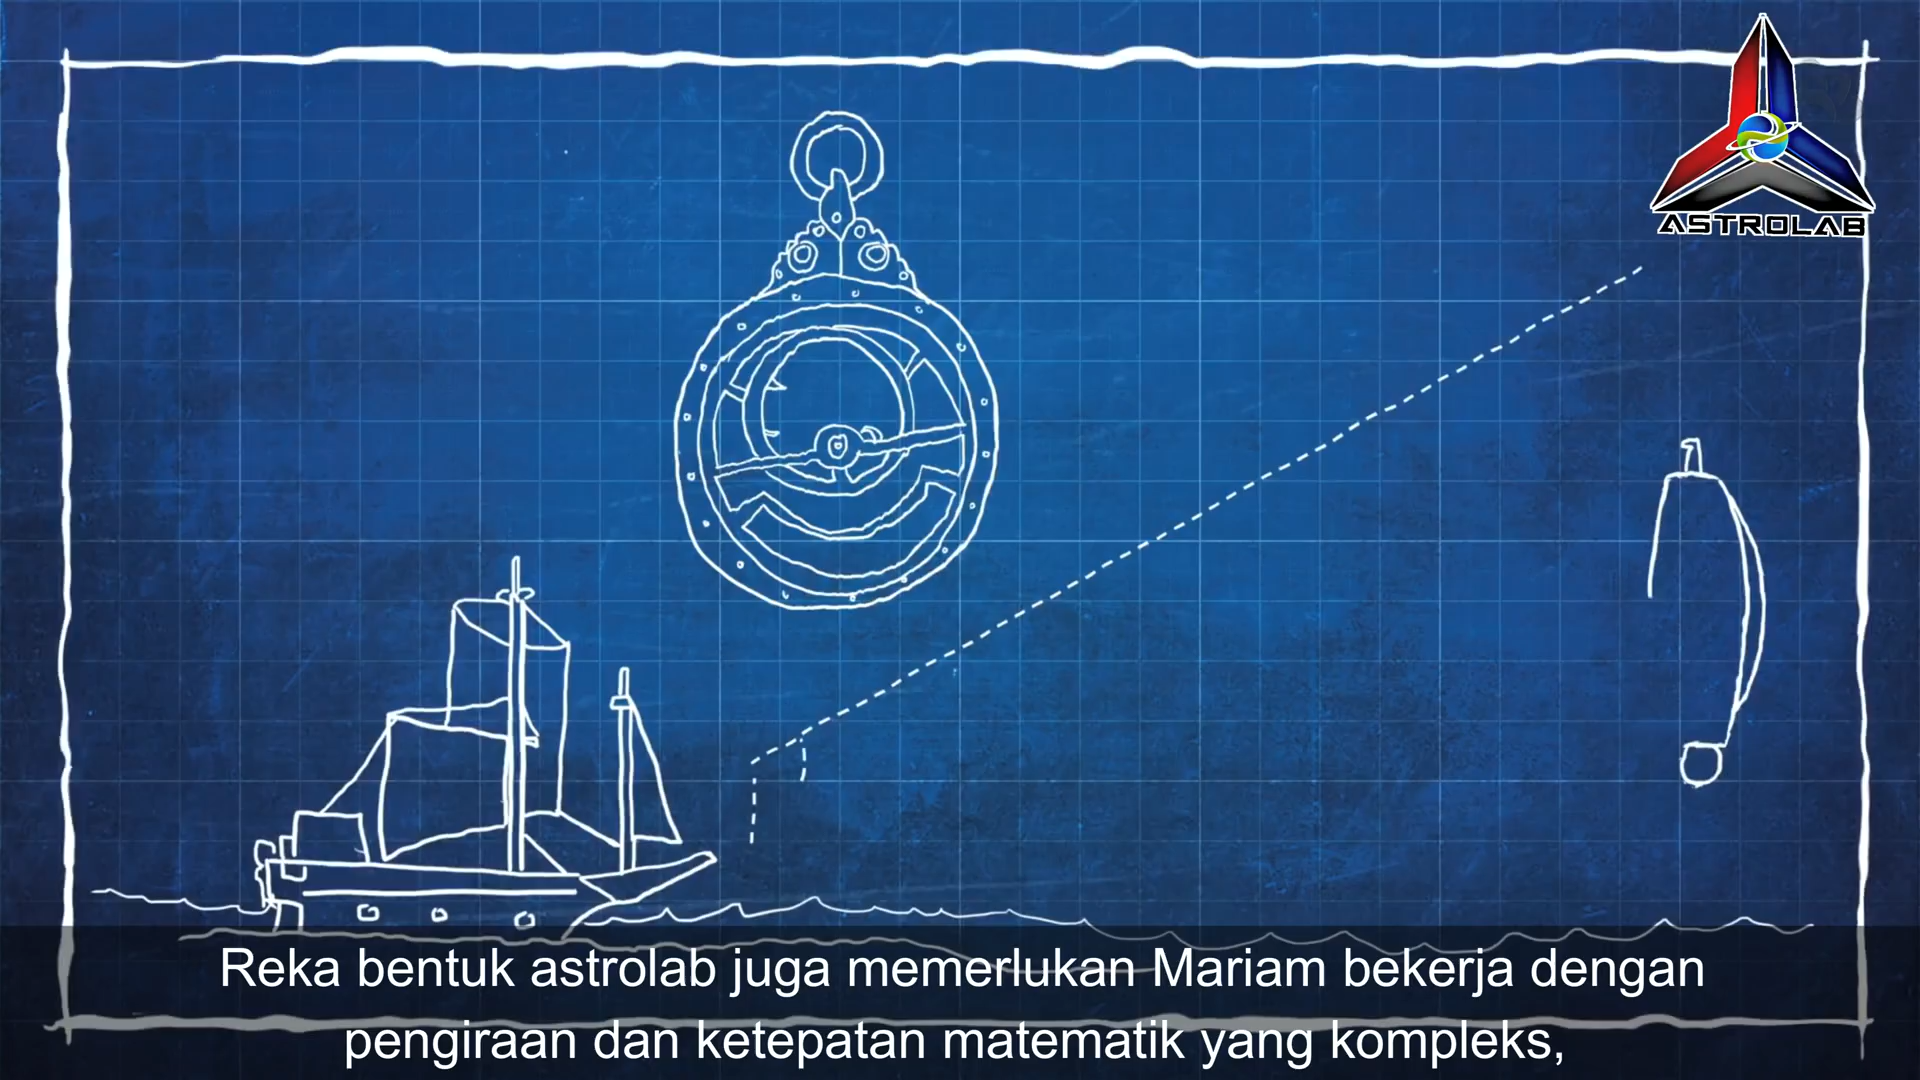 ASTROLAB
Reka bentuk astrolab juga memerlukan Mariam bekerja dengan
pengiraan dan ketepatan matematik yang kompleks,